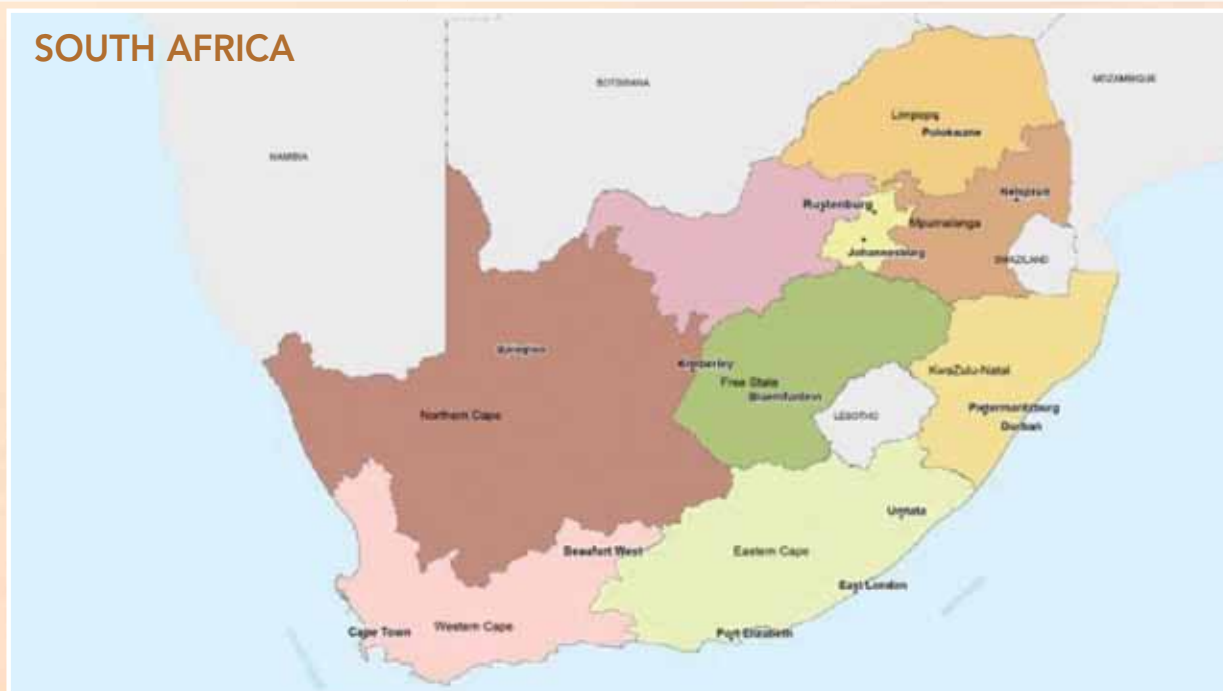 SOUTH AFRICA
BOTSWANA
MOZAMBIQUE
NAMIBIA
Limpopo
Polokwane
Nelspruit
Rustenburg
Mpumalanga
Johannesburg
SWAZILAND
Kimberley
Free State
Bloemfontein
KwaZulu-Natal
Northern Cape
LESOTHO
Pietermaritzburg
Durban
Umtata
Beaufort West
Eastern Cape
East London
Cape Town
Western Cape
Port Elizabeth